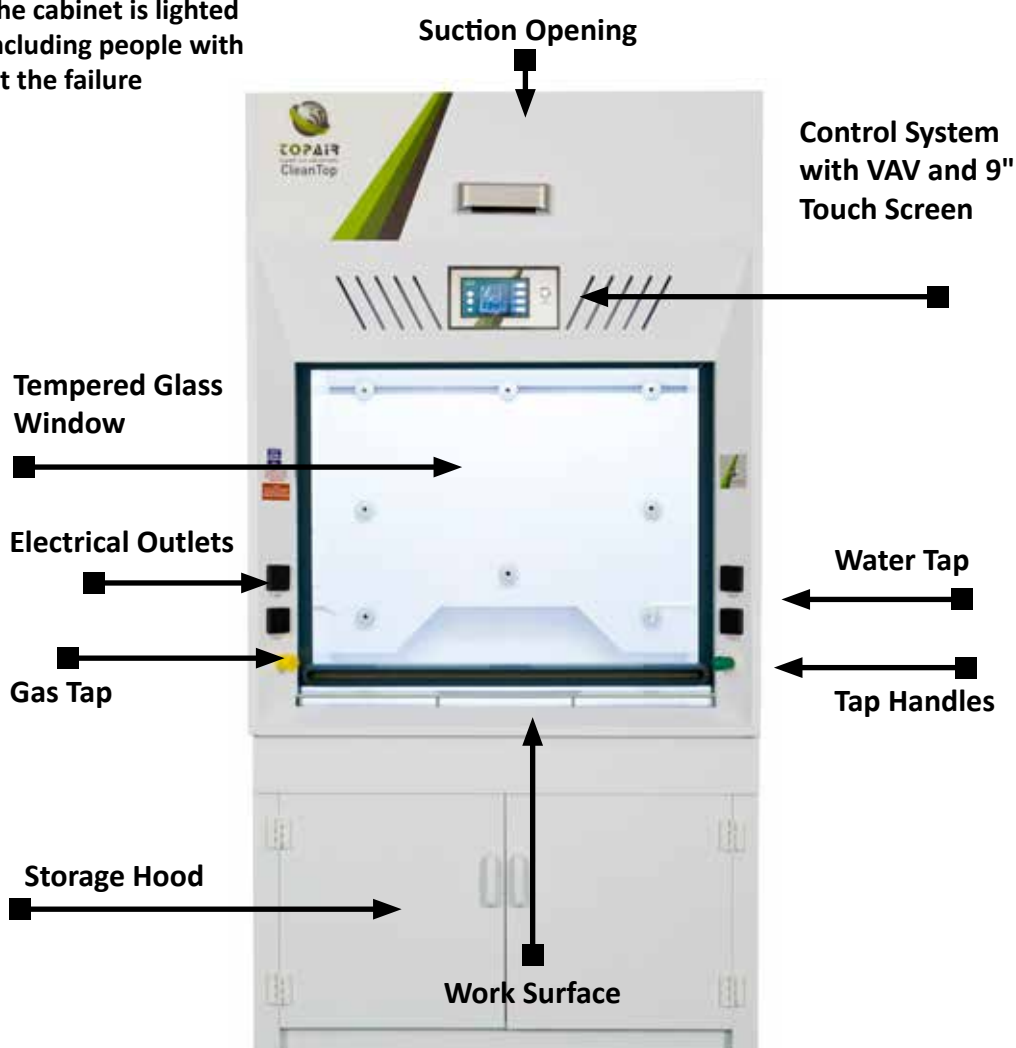 he cabinet is lighted
ncluding people with
t the failure
Suction Opening
TOPAIR
CleanTop
Control System
with VAV and 9"
Touch Screen
Tempered Glass
Window
Electrical Outlets
Water Tap
Gas Tap
Tap Handles
Storage Hood
Work Surface